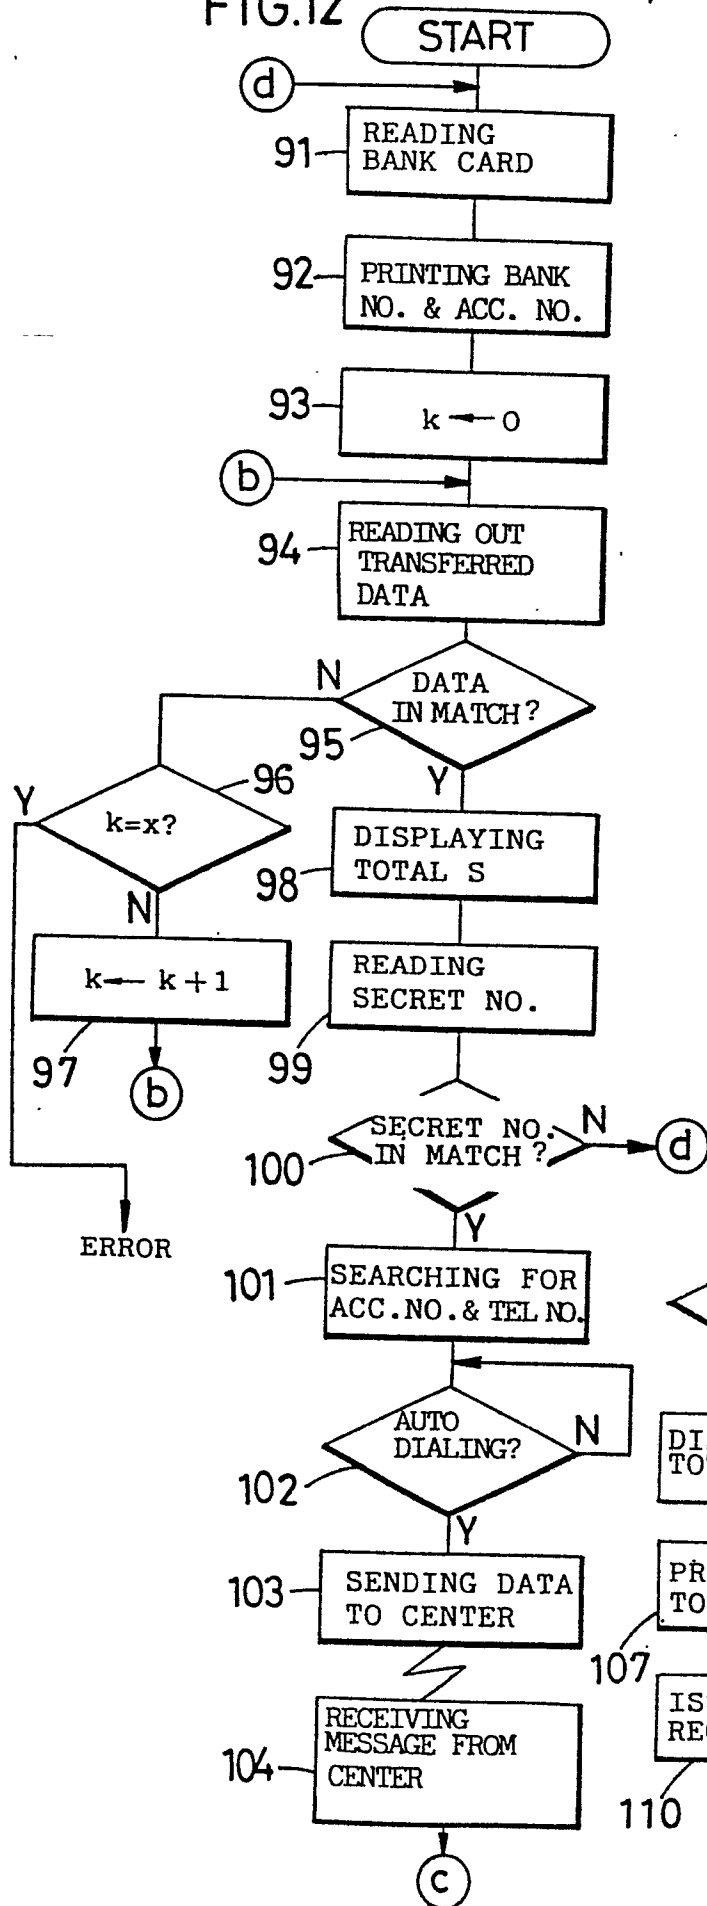 FIG.12
START
d
91
READING
BANK CARD
92
PRINTING BANK
NO. & ACC. NO.
93
k ← 0
b
94
READING OUT
TRANSFERRED
DATA
N
DATA
IN MATCH?
95
Y
96
Y
k=x?
N
98
DISPLAYING
TOTAL S
k ← k+1
97
b
READING
SECRET NO.
99
SECRET NO.
IN MATCH?
N
d
100
Y
ERROR
101
SEARCHING FOR
ACC.NO.& TEL NO.
AUTO
DIALING?
N
102
Y
103
SENDING DATA
TO CENTER
107
104
RECEIVING
MESSAGE FROM
CENTER
110
c